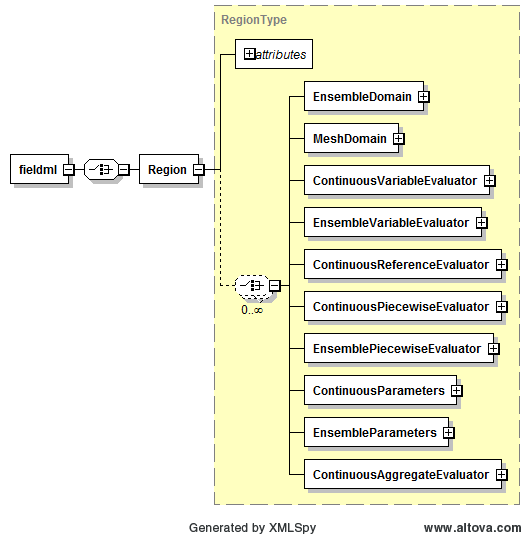 RegionType
attributes
EnsembleDomain
MeshDomain
fieldml
Region
ContinuousVariableEvaluator
EnsembleVariableEvaluator
ContinuousReferenceEvaluator
0..∞
ContinuousPiecewiseEvaluator
EnsemblePiecewiseEvaluator
ContinuousParameters
EnsembleParameters
ContinuousAggregateEvaluator
Generated by XMLSpy
www.altova.com